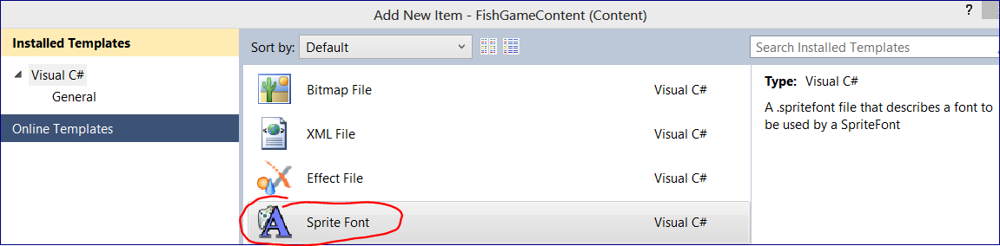 Add New Item - FishGameContent (Content)
?
Installed Templates
Visual C#
General
Online Templates
Sort by: Default
Bitmap File Visual C#
XML File Visual C#
Effect File Visual C#
Sprite Font Visual C#
Search Installed Templates
Type: Visual C#
A .spritefont file that describes a font to
be used by a SpriteFont